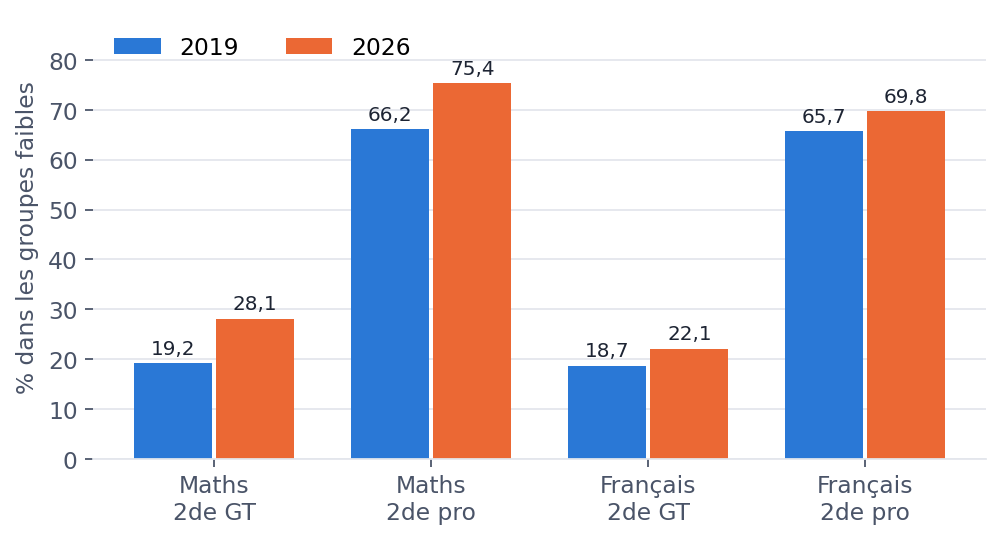 2019 2026
% dans les groupes faibles
80
70
60
50
40
30
20
10
0
19,2
28,1
66,2
75,4
18,7
22,1
65,7
69,8
Maths
2de GT
Maths
2de pro
Français
2de GT
Français
2de pro